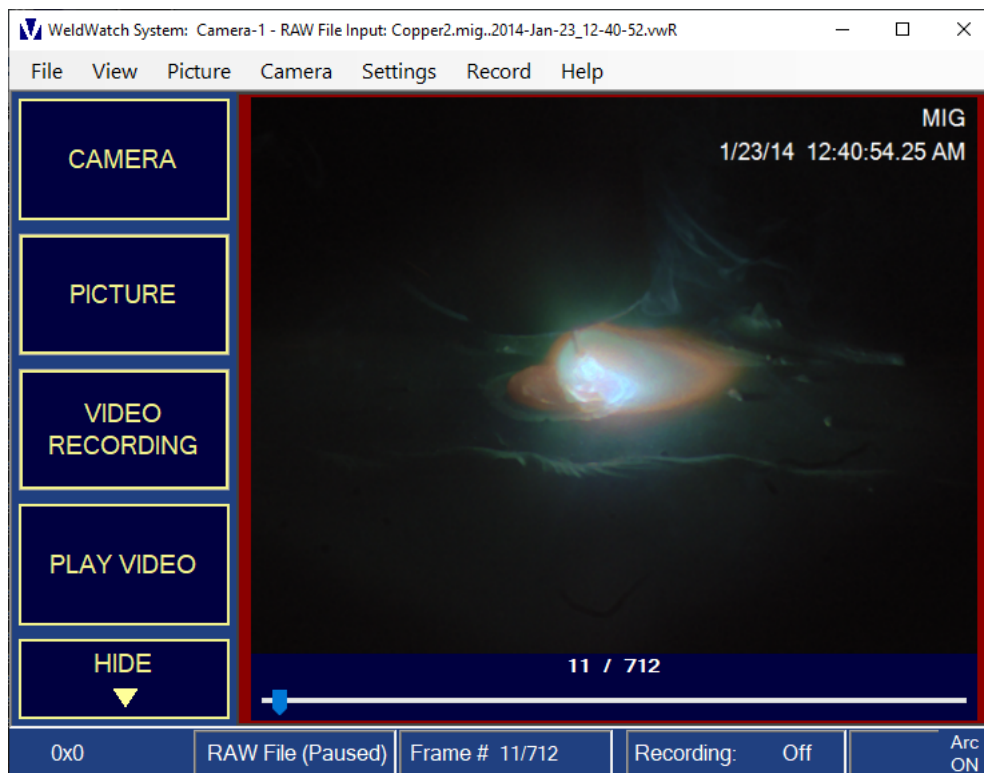 WeldWatch System: Camera-1 - RAW File Input: Copper2.mig..2014-Jan-23_12-40-52.vwR
File View Picture Camera Settings Record Help
CAMERA
PICTURE
VIDEO
RECORDING
PLAY VIDEO
HIDE
MIG
1/23/14 12:40:54.25 AM
11 / 712
0x0 RAW File (Paused) Frame # 11/712 Recording: Off Arc
ON